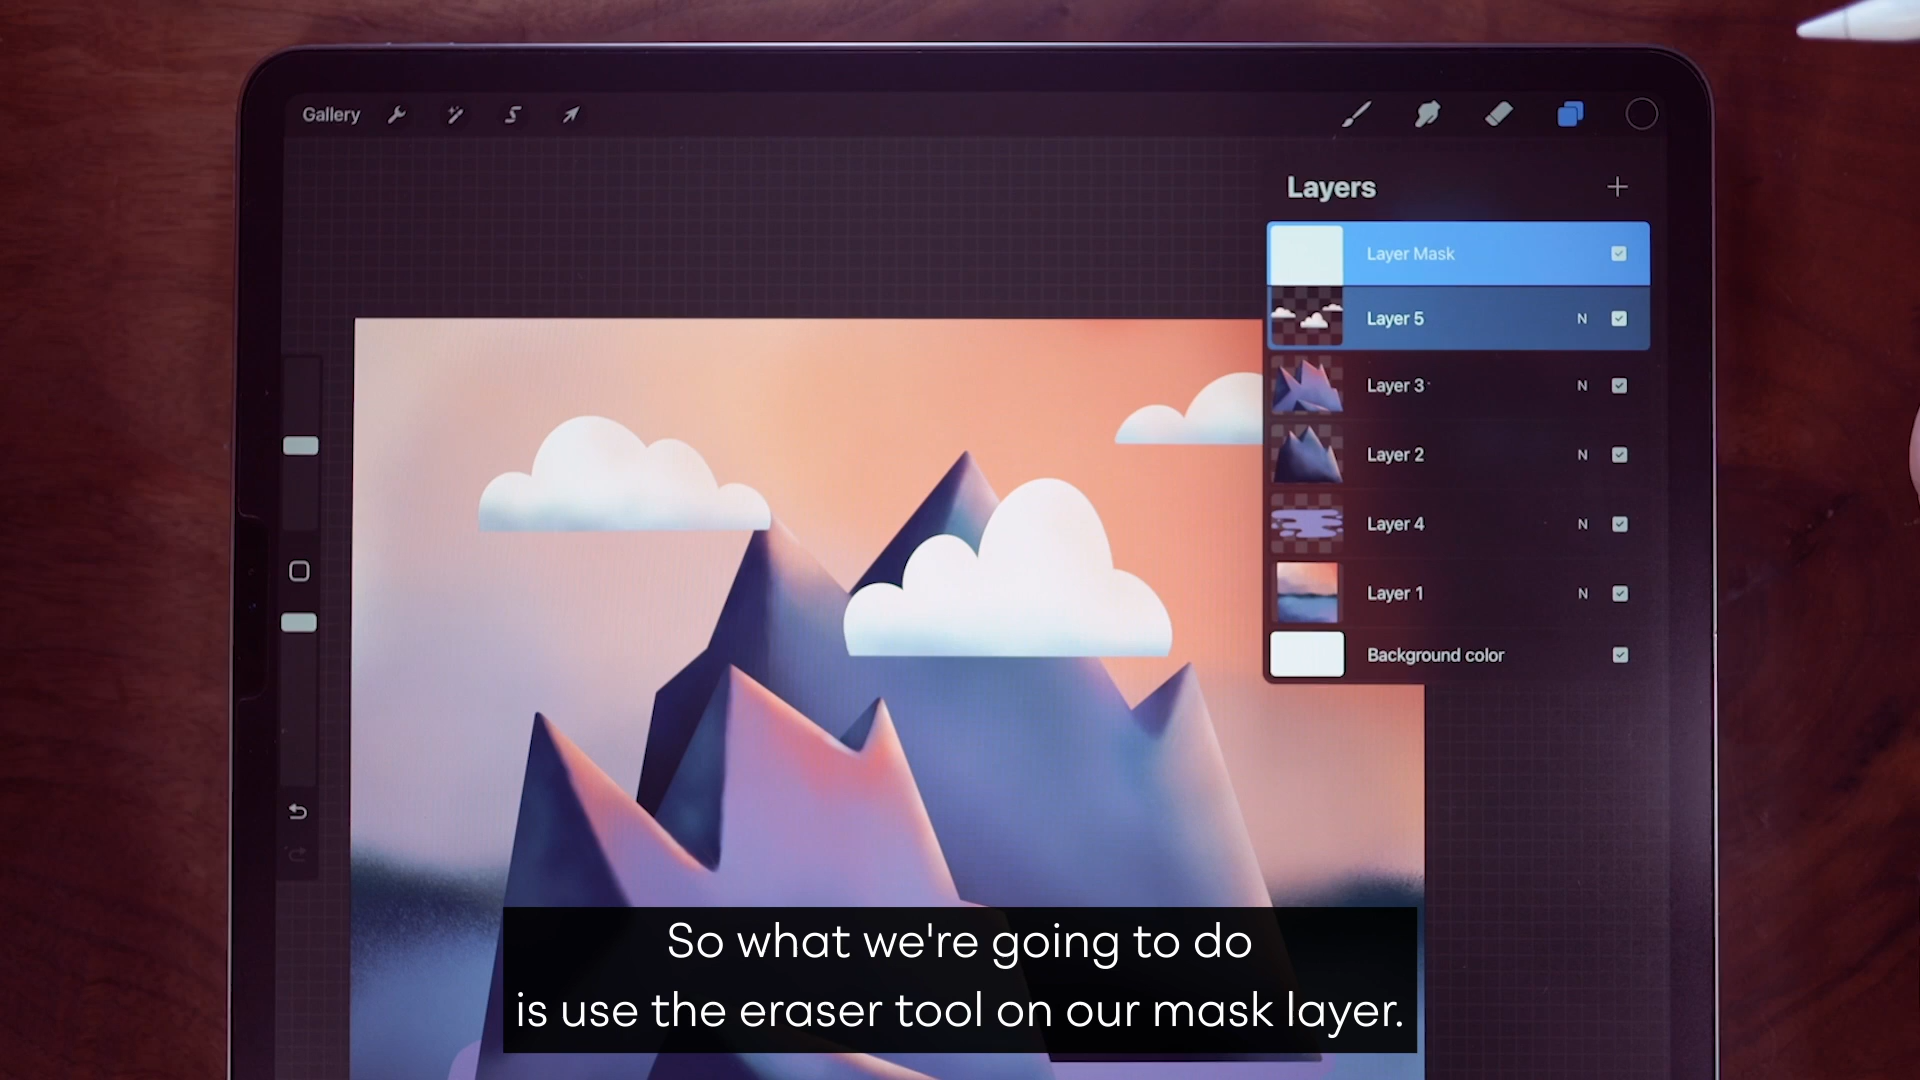 Gallery
Layers
Layer Mask
Layer 5 N
Layer 3 N
Layer 2 N
Layer 4 N
Layer 1 N
Background color
So what we're going to do
is use the eraser tool on our mask layer.